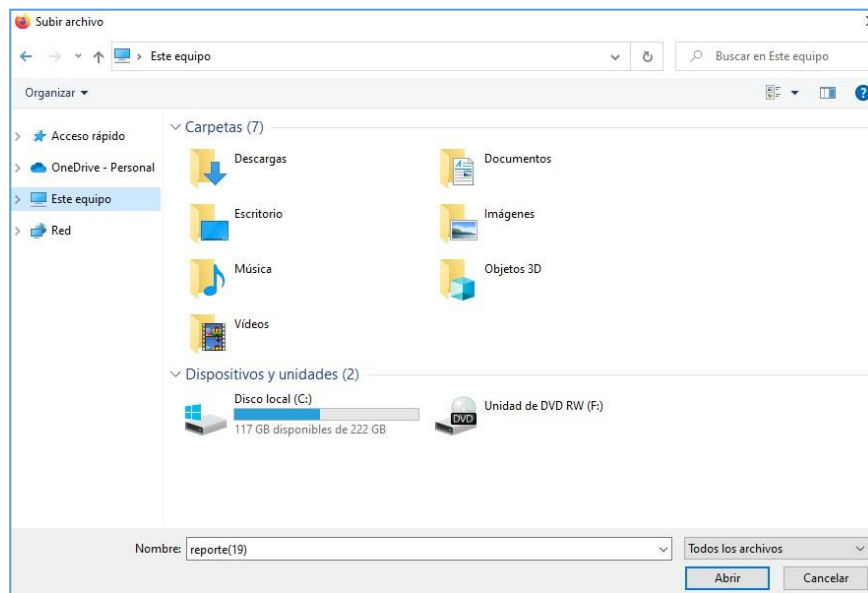 Subir archivo
Este equipo
Buscar en Este equipo
Organizar
Acceso rápido
OneDrive - Personal
Este equipo
Red
Carpetas (7)
Descargas
Documentos
Escritorio
Imágenes
Música
Objetos 3D
Vídeos
Dispositivos y unidades (2)
Disco local (C:)
117 GB disponibles de 222 GB
Unidad de DVD RW (F:)
DVD
Nombre: reporte(19)
Todos los archivos
Abrir
Cancelar